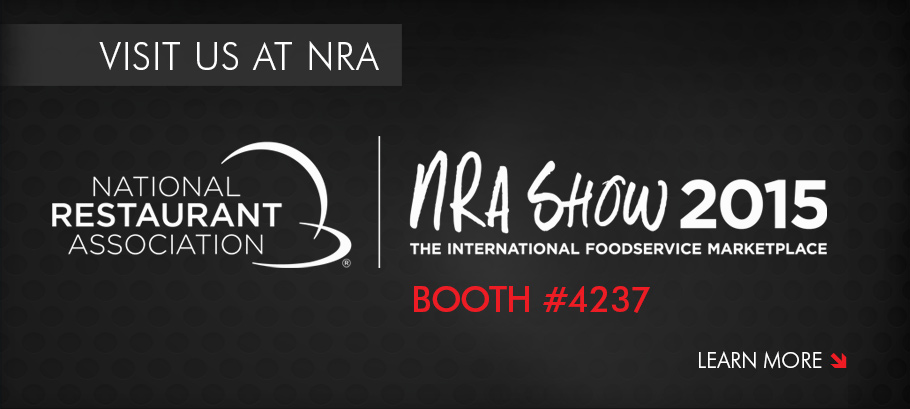 VISIT US AT NRA
NATIONAL
RESTAURANT
ASSOCIATION
®
NRA SHOW 2015
THE INTERNATIONAL FOODSERVICE MARKETPLACE
BOOTH #4237
LEARN MORE